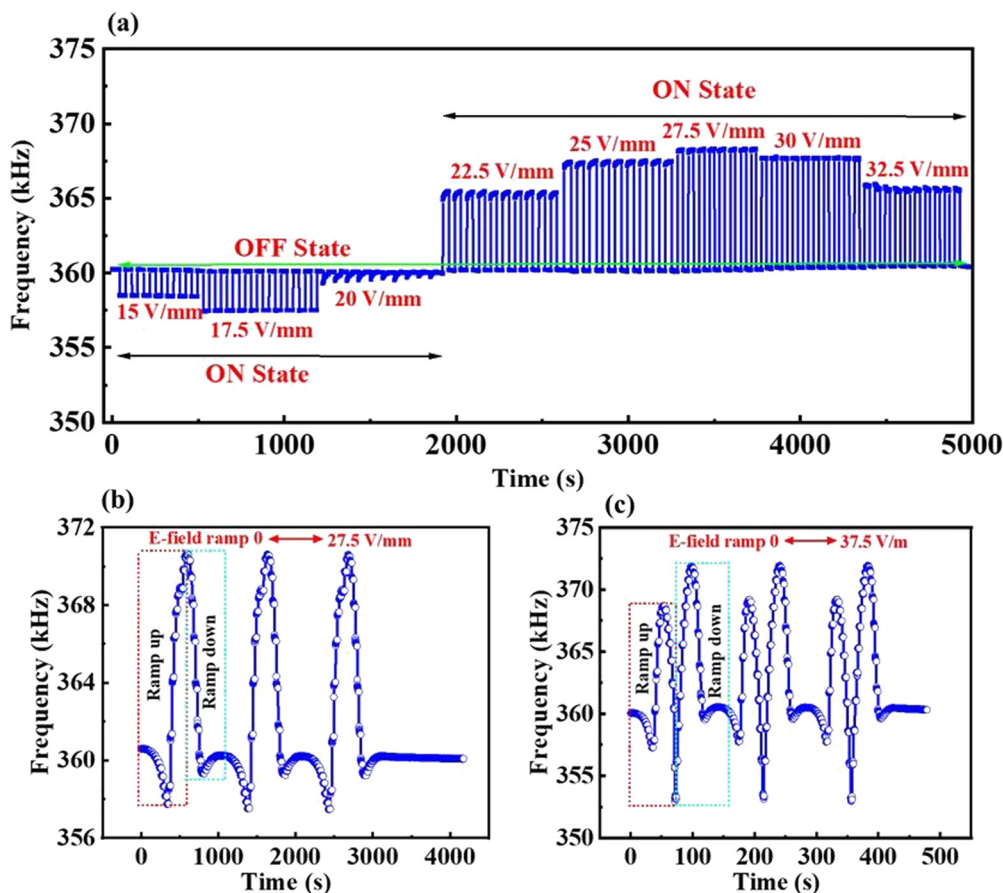 (a)
375
370
365
360
355
350
Frequency (kHz)
ON State
22.5 V/mm
25 V/mm
27.5 V/mm
30 V/mm
32.5 V/mm
OFF State
15 V/mm
17.5 V/mm
20 V/mm
ON State
0
1000
2000
3000
4000
5000
Time (s)
(b)
372
368
364
360
356
Frequency (kHz)
E-field ramp 0
27.5 V/mm
Ramp up
Ramp down
0
1000
2000
3000
4000
Time (s)
(c)
375
370
365
360
355
350
Frequency (kHz)
E-field ramp 0
37.5 V/m
Ramp up
Ramp down
0
100
200
300
400
500
Time (s)